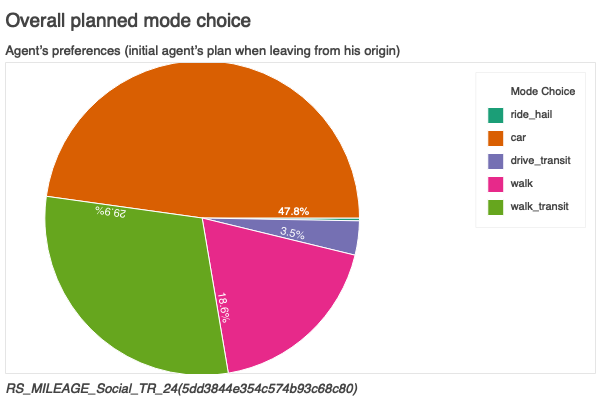 Overall planned mode choice
Agent's preferences (initial agent's plan when leaving from his origin)
Mode Choice
ride_hail
car
drive_transit
walk
walk_transit
47.8%
3.5%
29.9%
18.6%
RS_MILEAGE_Social_TR_24(5dd3844e354c574b93c68c80)